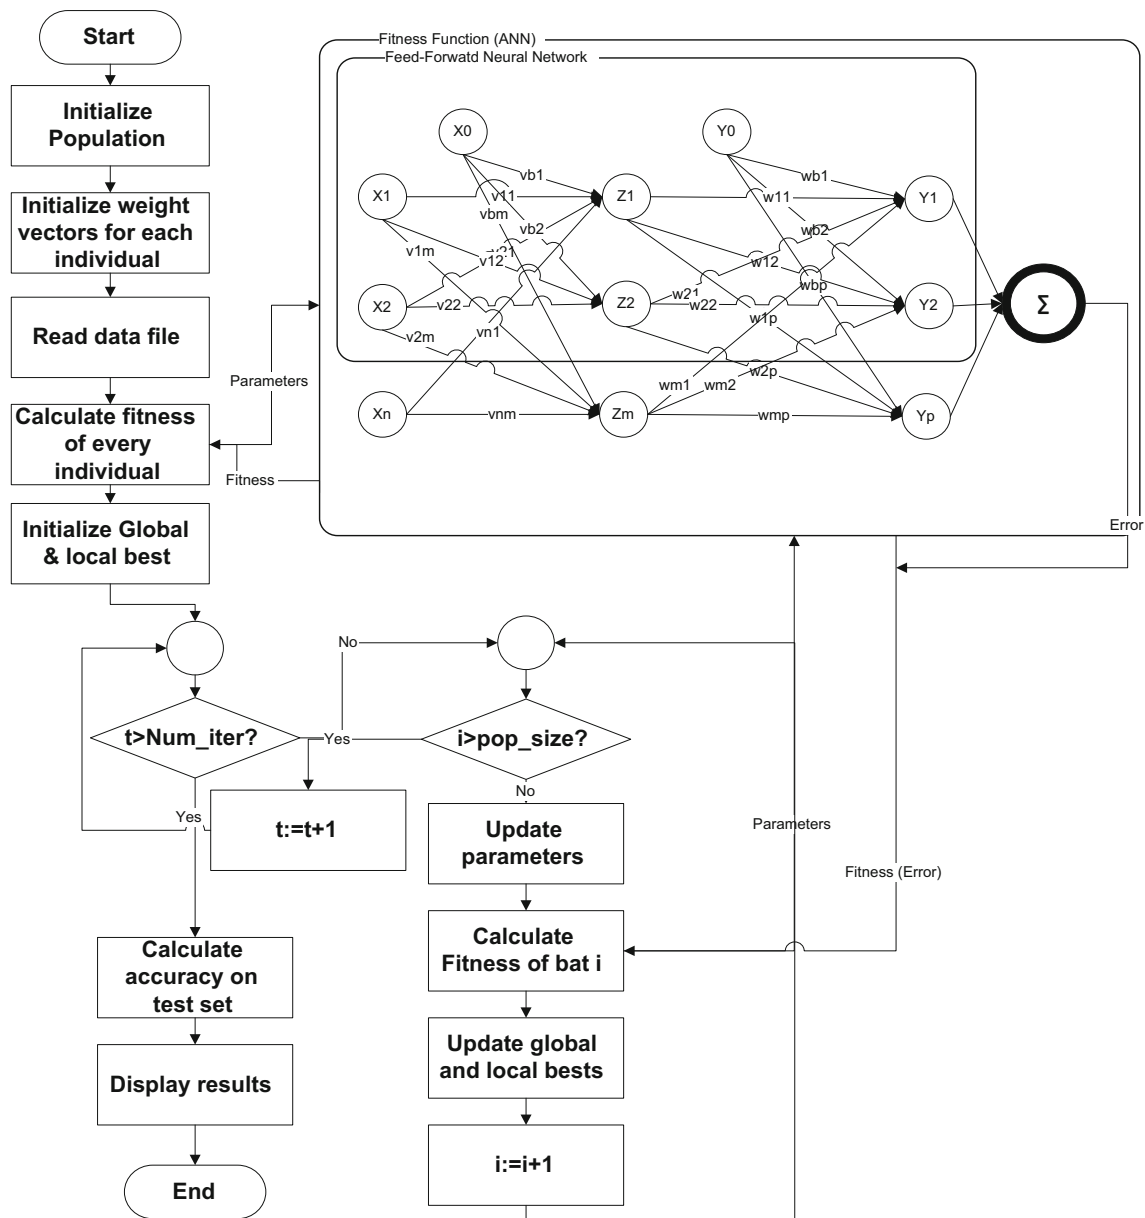 Start
Initialize
Population
Initialize weight
vectors for each
individual
Read data file
Calculate fitness
of every
individual
Initialize Global
& local best
Parameters
Fitness
Fitness Function (ANN)
Feed-Forwatd Neural Network
X0
Y0
X1
Z1
Y1
X2
Z2
Y2
Xn
Zm
Yp
vb1
v11
vbm
vb2
v1m
v21
v12
v22
v2m
vn1
vnm
wb1
w11
wb2
w12
wbp
w21
w22
w1p
w2p
wm1
wm2
wmp
Σ
Error
No
t>Num_iter?
Yes
i>pop_size?
Yes
No
t:=t+1
Update
parameters
Parameters
Fitness (Error)
Calculate
Fitness of bat i
Calculate
accuracy on
test set
Update global
and local bests
Display results
i:=i+1
End